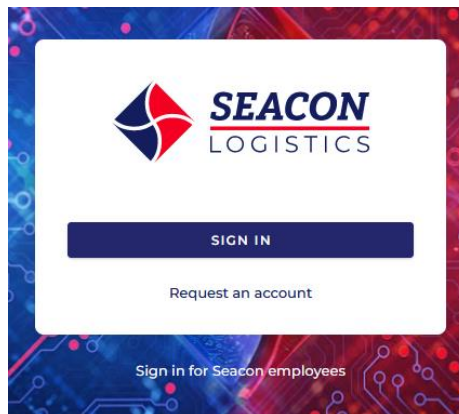 SEACON
LOGISTICS
SIGN IN
Request an account
Sign in for Seacon employees